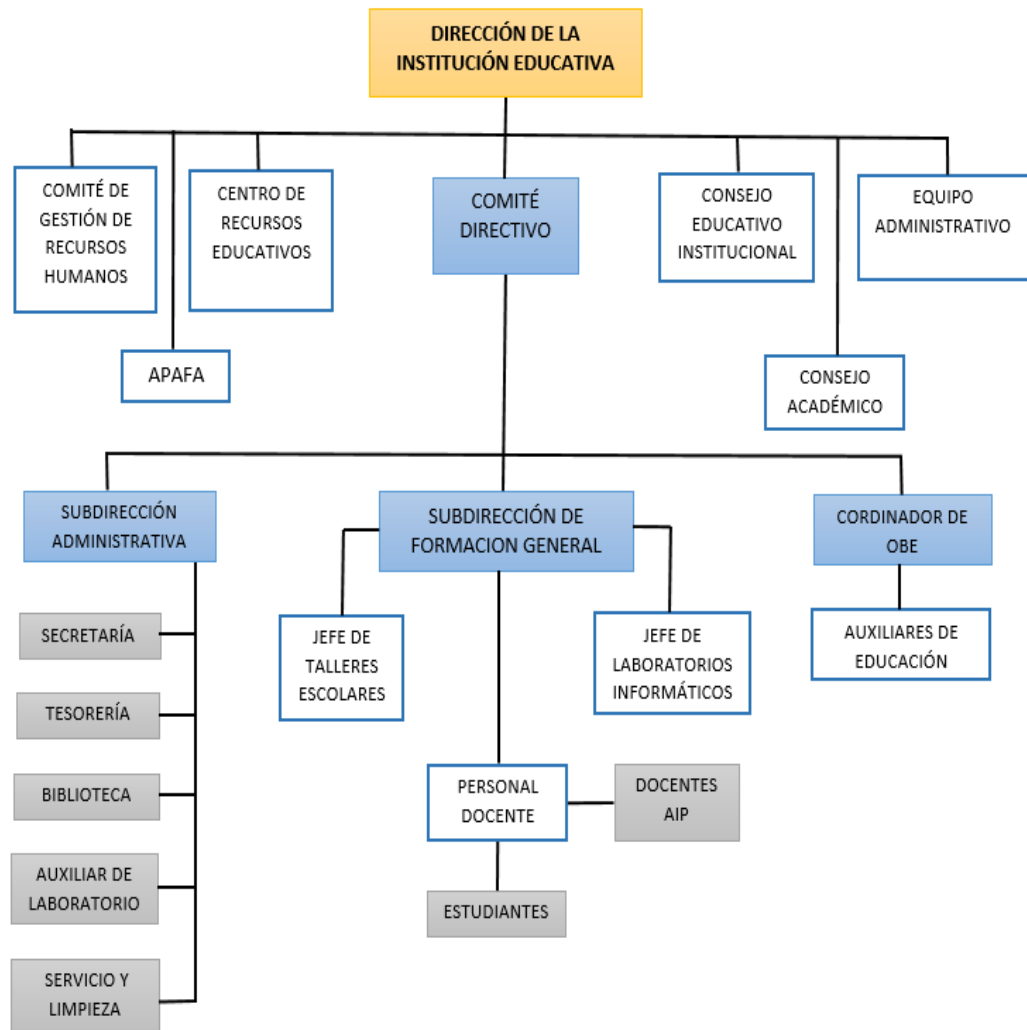 DIRECCIÓN DE LA
INSTITUCIÓN EDUCATIVA
COMITÉ DE
GESTIÓN DE
RECURSOS
HUMANOS
CENTRO DE
RECURSOS
EDUCATIVOS
COMITÉ
DIRECTIVO
CONSEJO
EDUCATIVO
INSTITUCIONAL
EQUIPO
ADMINISTRATIVO
APAFA
CONSEJO
ACADÉMICO
SUBDIRECCIÓN
ADMINISTRATIVA
SUBDIRECCIÓN DE
FORMACION GENERAL
CORDINADOR DE
OBE
SECRETARÍA
TESORERÍA
BIBLIOTECA
AUXILIAR DE
LABORATORIO
SERVICIO Y
LIMPIEZA
JEFE DE
TALLERES
ESCOLARES
JEFE DE
LABORATORIOS
INFORMÁTICOS
AUXILIARES DE
EDUCACIÓN
PERSONAL
DOCENTE
DOCENTES
AIP
ESTUDIANTES